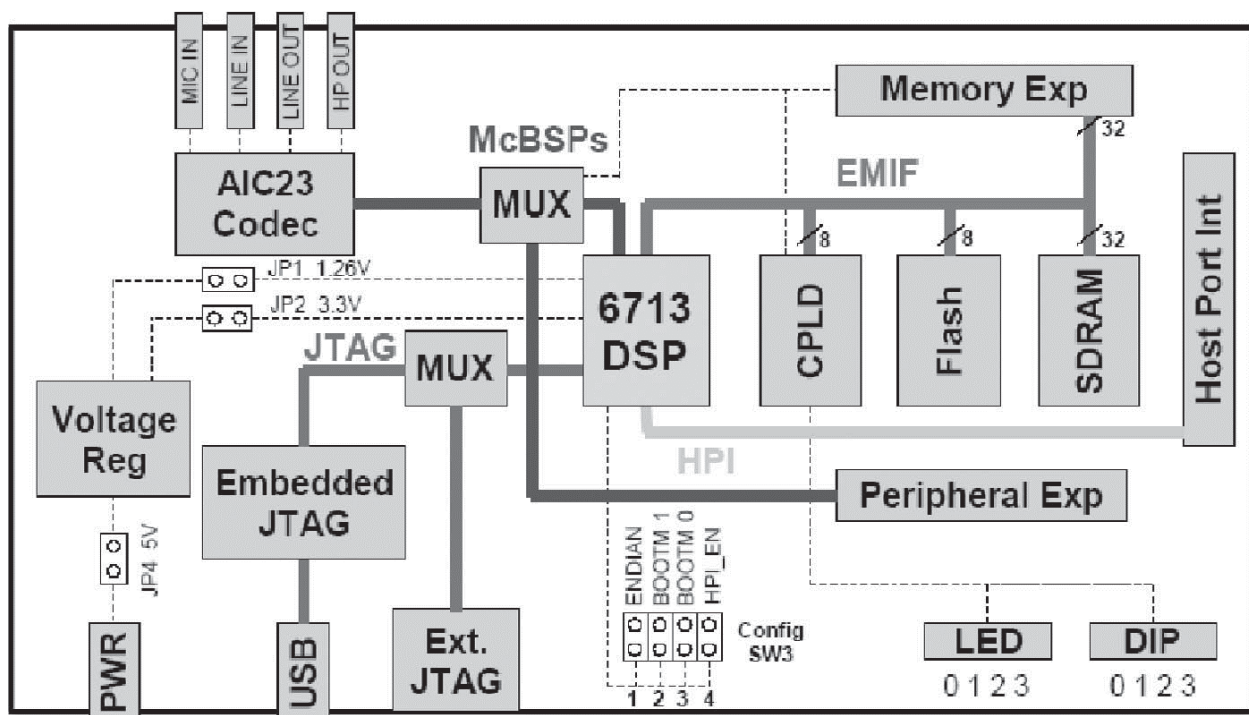 MIC IN
LINE IN
LINE OUT
HP OUT
AIC23
Codec
McBSPs
MUX
Memory Exp
32
EMIF
8
8
32
Host Port Int
JP1 1.26V
JP2 3.3V
6713
DSP
CPLD
Flash
SDRAM
JTAG
MUX
Voltage
Reg
Embedded
JTAG
HPI
Peripheral Exp
JP4 5V
ENDIAN
BOOTM 1
BOOTM 0
HPI_EN
Config
SW3
1 2 3 4
PWR
USB
Ext.
JTAG
LED
DIP
0 1 2 3
0 1 2 3